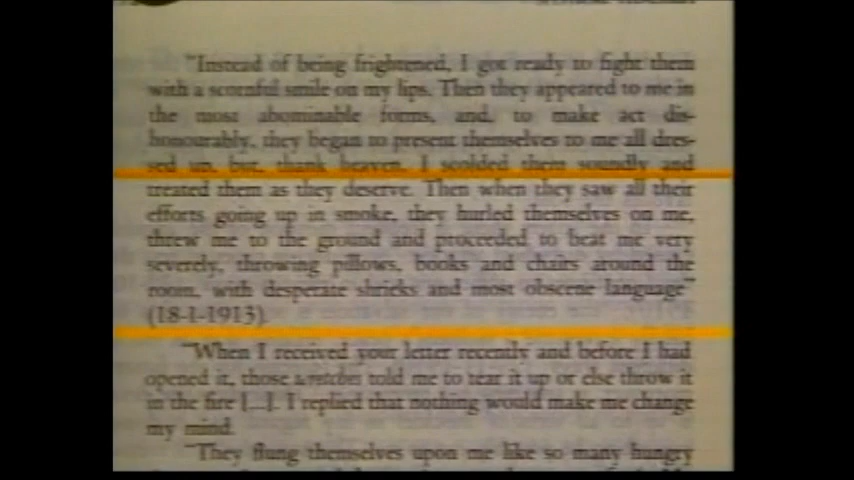 "Instead of being frightened, I got ready to fight them
with a scornful smile on my lips. Then they appeared to me in
the most abominable forms, and, to make act dis-
honourably, they began to present themselves to me all dres-
sed up, but, thank heaven, I scolded them soundly and
treated them as they deserve. Then when they saw all their
efforts going up in smoke, they hurled themselves on me,
threw me to the ground and proceeded to beat me very
severely, throwing pillows, books and chairs around the
room, with desperate shrieks and most obscene language"
(18-1-1913).
"When I received your letter recently and before I had
opened it, those wretches told me to tear it up or else throw it
in the fire [...]. I replied that nothing would make me change
my mind.
"They flung themselves upon me like so many hungry